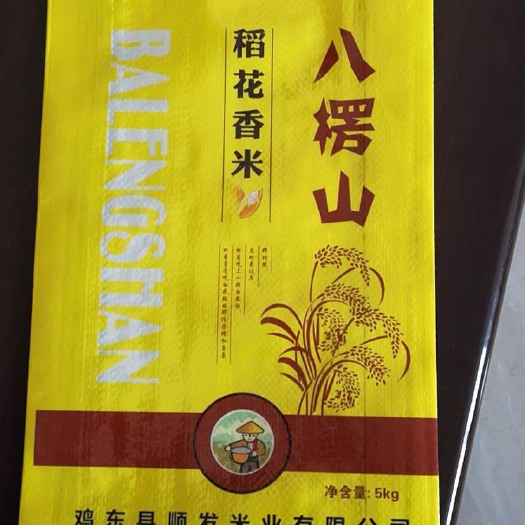 八楞山
稻花香米
BALENGSHAN
净含量: 5kg
鸡东县顺发米业有限公司